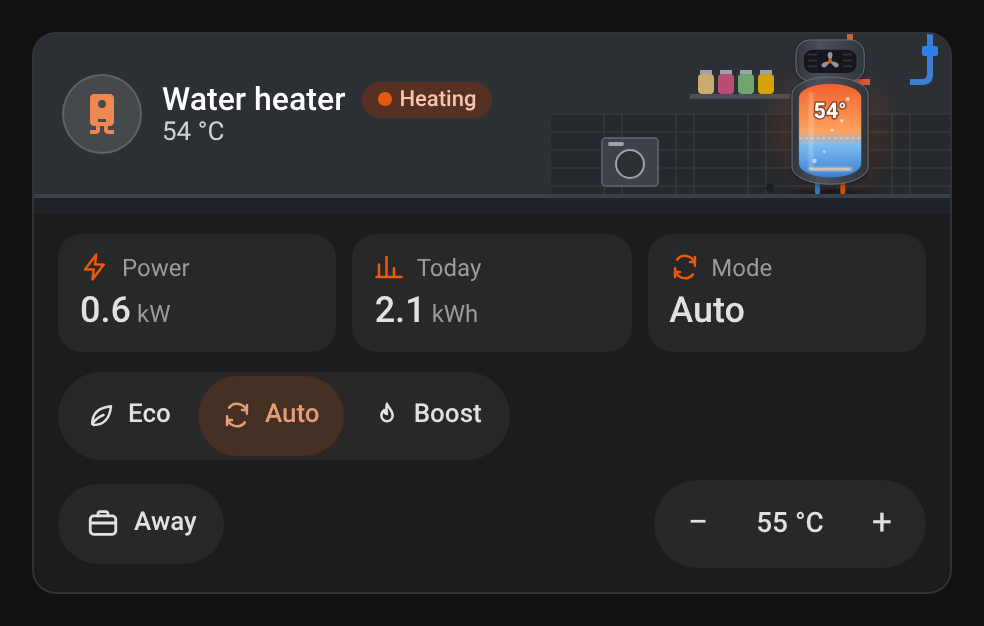 Water heater
Heating
54 °C
54°
Power
0.6 kW
Today
2.1 kWh
Mode
Auto
Eco
Auto
Boost
Away
− 55 °C +